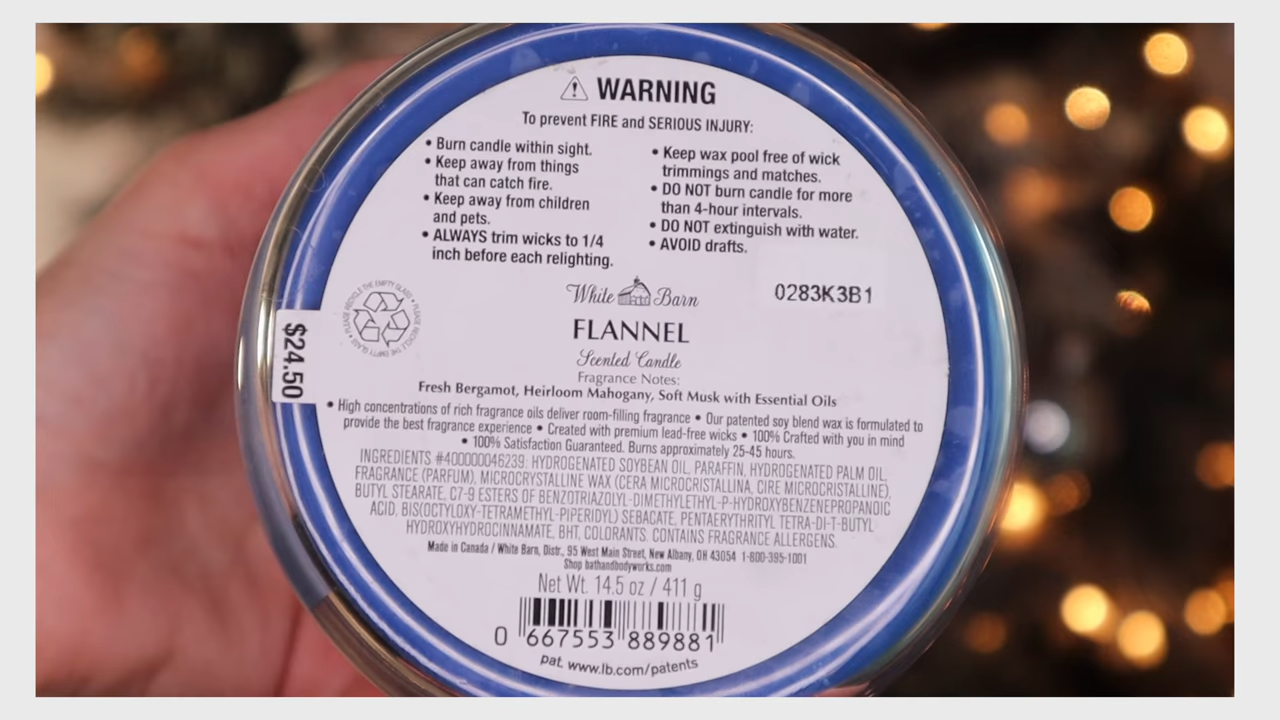 WARNING
To prevent FIRE and SERIOUS INJURY:
• Burn candle within sight.
• Keep away from things
that can catch fire.
• Keep away from children
and pets.
• ALWAYS trim wicks to 1/4
inch before each relighting.
• Keep wax pool free of wick
trimmings and matches.
• DO NOT burn candle for more
than 4-hour intervals.
• DO NOT extinguish with water.
• AVOID drafts.
PLEASE RECYCLE THE EMPTY GLASS • PLEASE RECYCLE THE EMPTY GLASS •
White Barn
0283K3B1
FLANNEL
$24.50
Scented Candle
Fragrance Notes:
Fresh Bergamot, Heirloom Mahogany, Soft Musk with Essential Oils
• High concentrations of rich fragrance oils deliver room-filling fragrance • Our patented soy blend wax is formulated to
provide the best fragrance experience • Created with premium lead-free wicks • 100% Crafted with you in mind
• 100% Satisfaction Guaranteed. Burns approximately 25-45 hours.
INGREDIENTS #400000046239: HYDROGENATED SOYBEAN OIL, PARAFFIN, HYDROGENATED PALM OIL,
FRAGRANCE (PARFUM), MICROCRYSTALLINE WAX (CERA MICROCRISTALLINA, CIRE MICROCRISTALLINE),
BUTYL STEARATE, C7-9 ESTERS OF BENZOTRIAZOLYL-DIMETHYLETHYL-P-HYDROXYBENZENEPROPANOIC
ACID, BIS(OCTYLOXY-TETRAMETHYL-PIPERIDYL) SEBACATE, PENTAERYTHRITYL TETRA-DI-T-BUTYL
HYDROXYHYDROCINNAMATE, BHT, COLORANTS. CONTAINS FRAGRANCE ALLERGENS.
Made in Canada / White Barn, Distr., 95 West Main Street, New Albany, OH 43054 1-800-395-1001
Shop bathandbodyworks.com
Net Wt. 14.5 oz / 411 g
0 667553 889881
pat. www.lb.com/patents